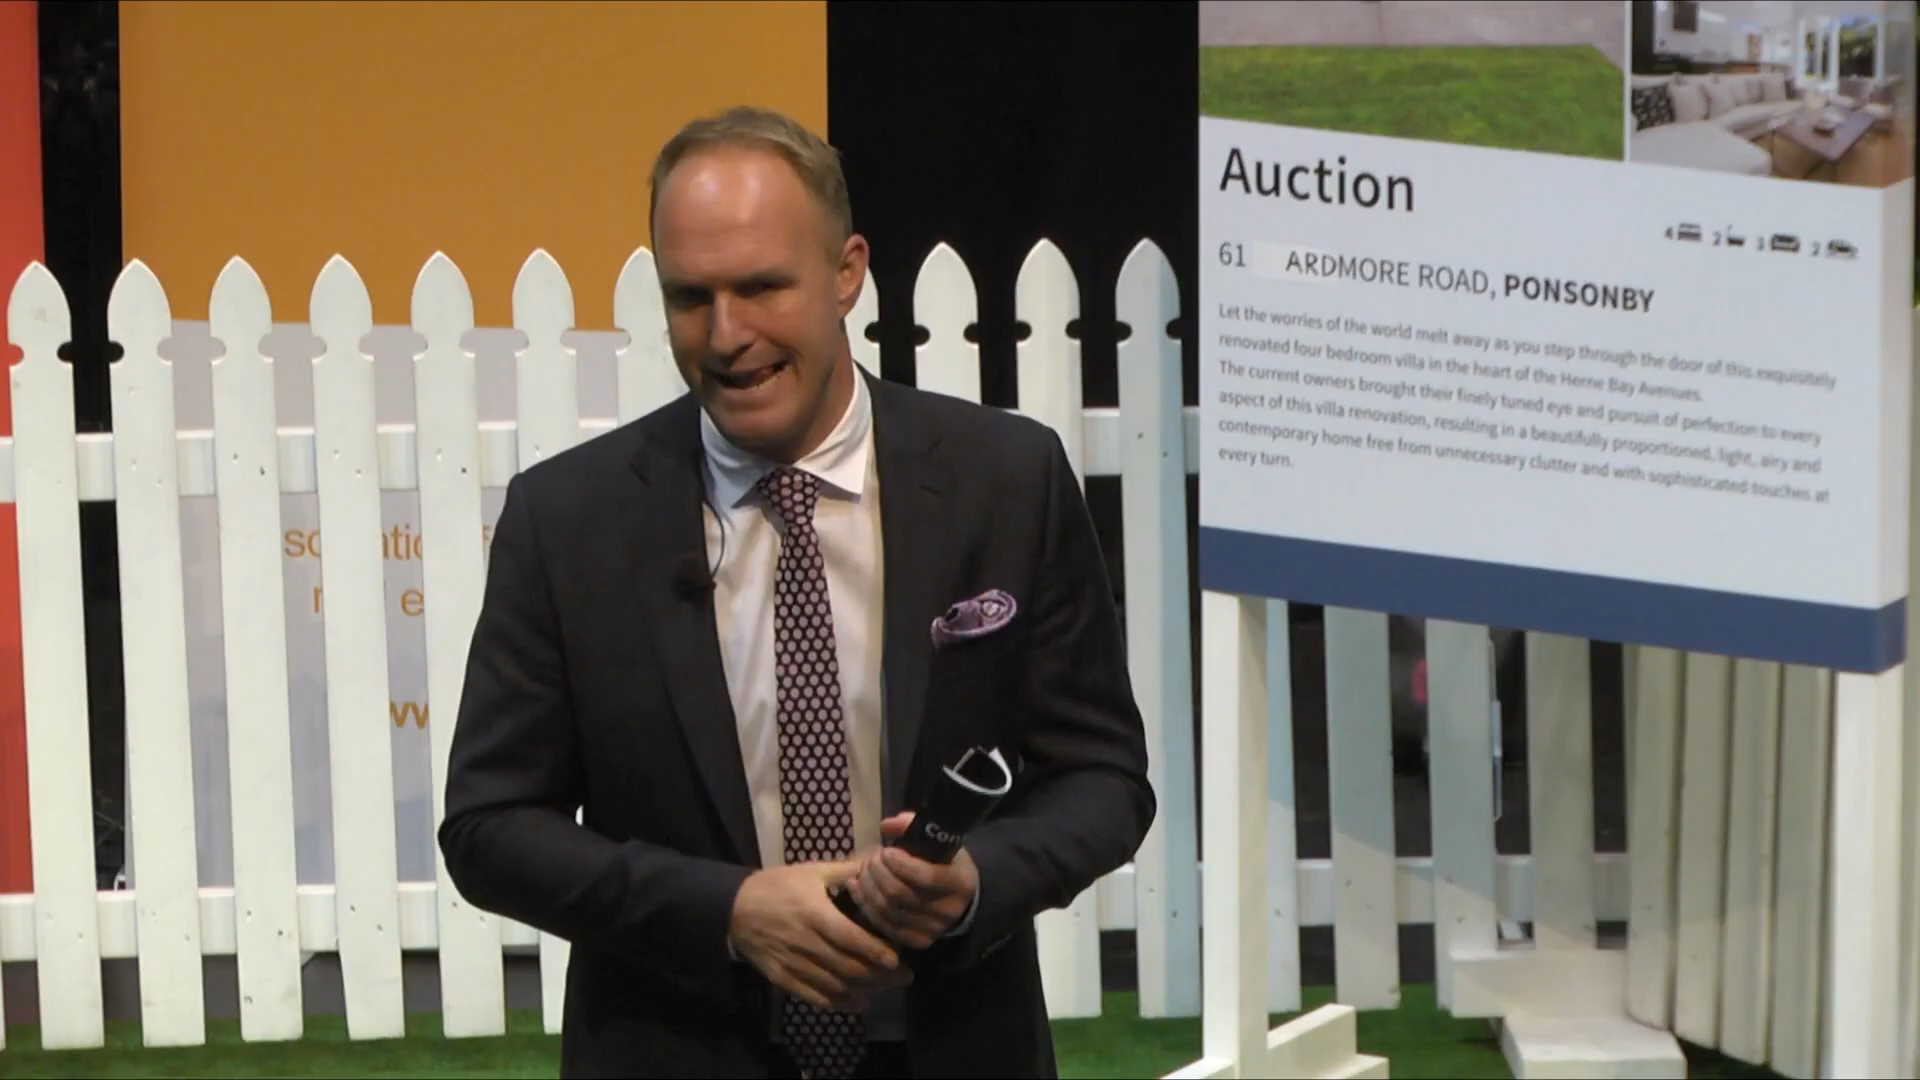 Auction
4 2 1 2
61 ARDMORE ROAD, PONSONBY
Let the worries of the world melt away as you step through the door of this exquisitely
renovated four bedroom villa in the heart of the Herne Bay Avenues.
The current owners brought their finely tuned eye and pursuit of perfection to every
aspect of this villa renovation, resulting in a beautifully proportioned, light, airy and
contemporary home free from unnecessary clutter and with sophisticated touches at
every turn.
Con